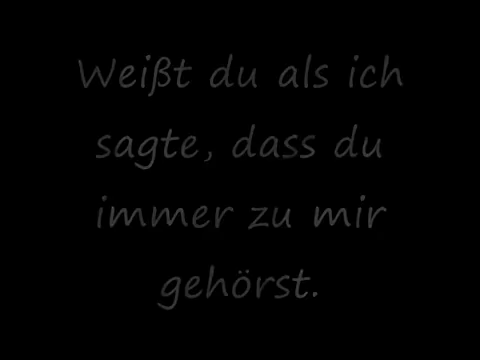 Weißt du als ich
sagte, dass du
immer zu mir
gehörst.